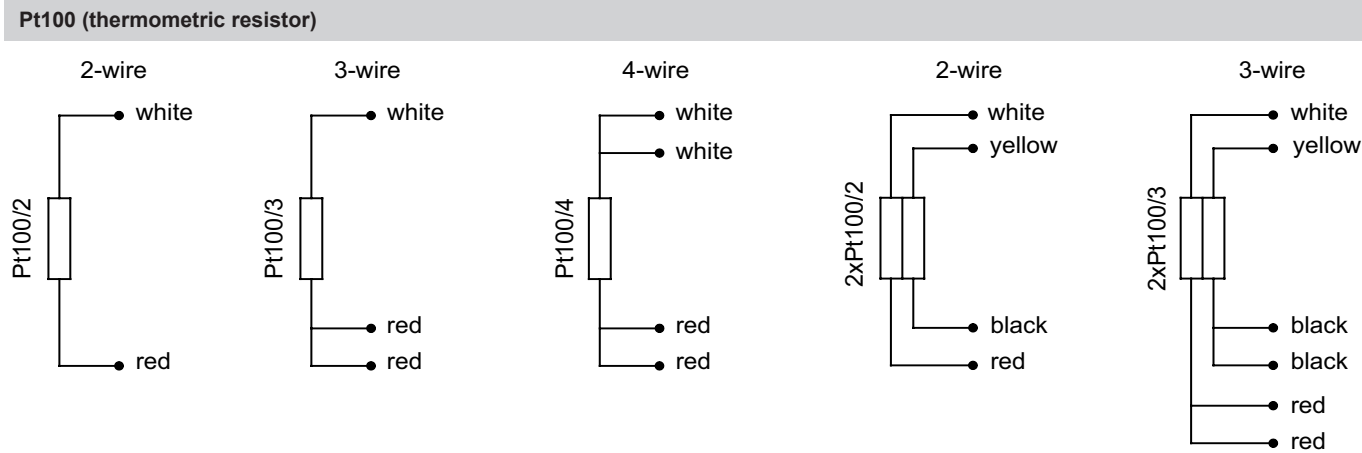 Pt100 (thermometric resistor)
2-wire
white
Pt100/2
red
3-wire
white
Pt100/3
red
red
4-wire
white
white
Pt100/4
red
red
2-wire
white
yellow
2xPt100/2
black
red
3-wire
white
yellow
2xPt100/3
black
black
red
red